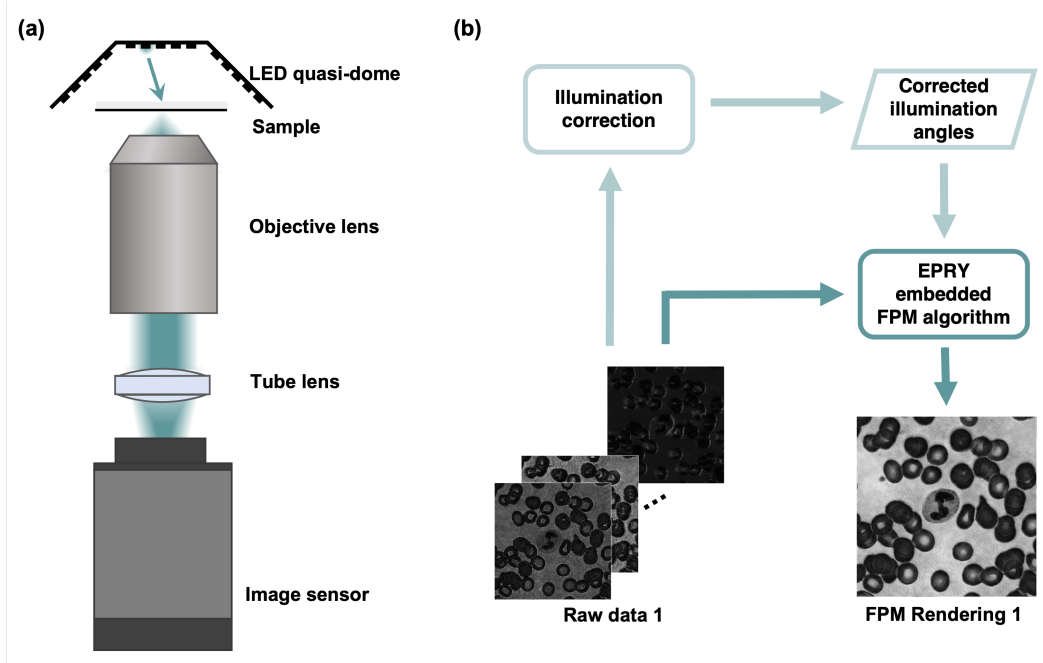 (a)
LED quasi-dome
Sample
Objective lens
Tube lens
Image sensor
(b)
Illumination
correction
Corrected
illumination
angles
EPRY
embedded
FPM algorithm
Raw data 1
FPM Rendering 1